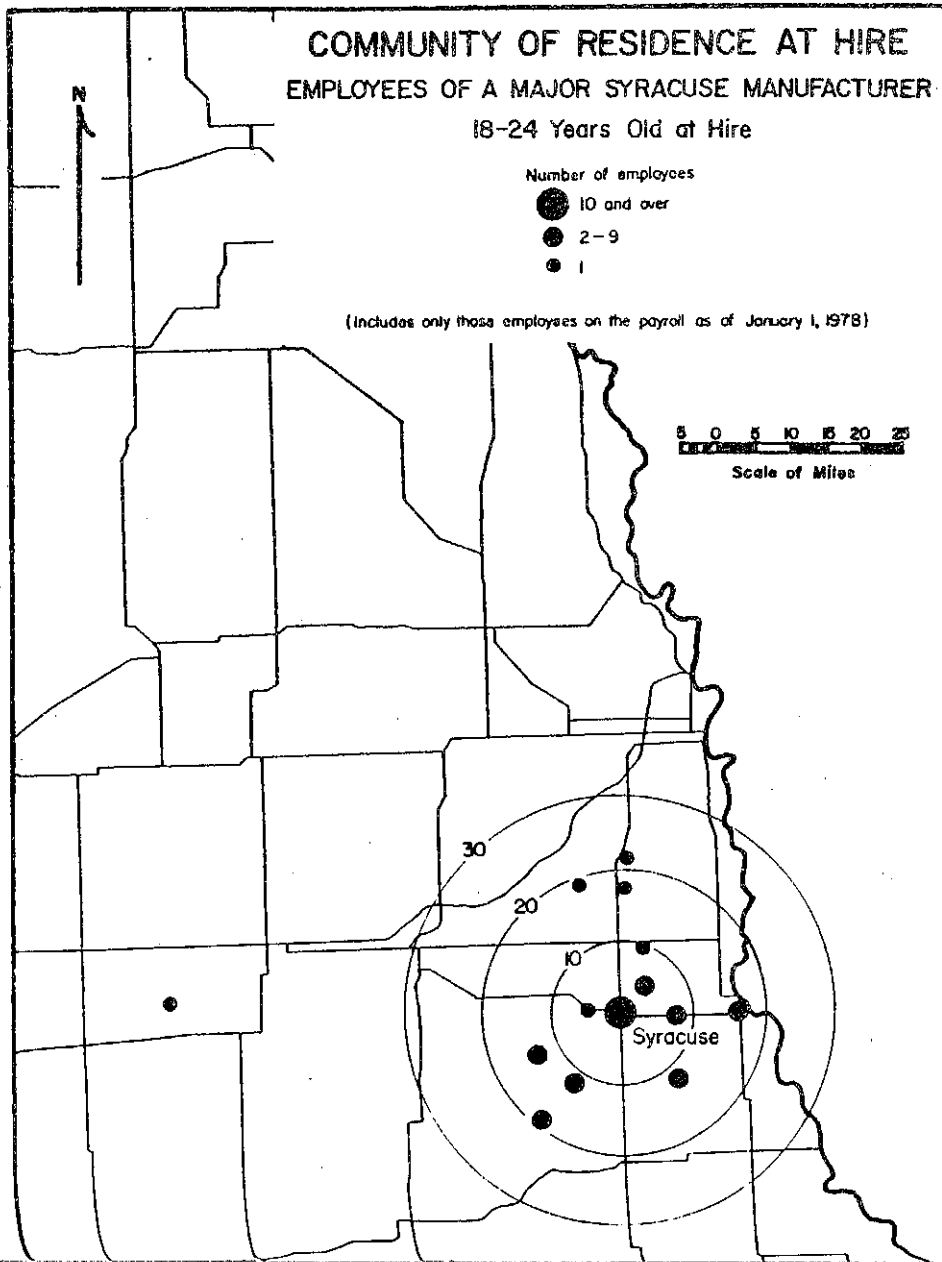 COMMUNITY OF RESIDENCE AT HIRE
EMPLOYEES OF A MAJOR SYRACUSE MANUFACTURER
18-24 Years Old at Hire
N
Number of employees
10 and over
2-9
1
(Includes only those employees on the payroll as of January 1, 1978)
5 0 5 10 15 20 25
Scale of Miles
30
20
10
Syracuse